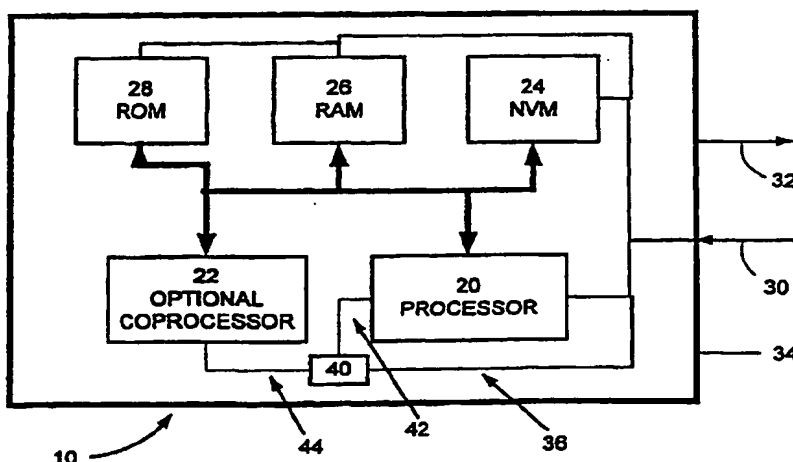 28
ROM
26
RAM
24
NVM
32
22
OPTIONAL
COPROCESSOR
20
PROCESSOR
30
34
40
10
44
42
36